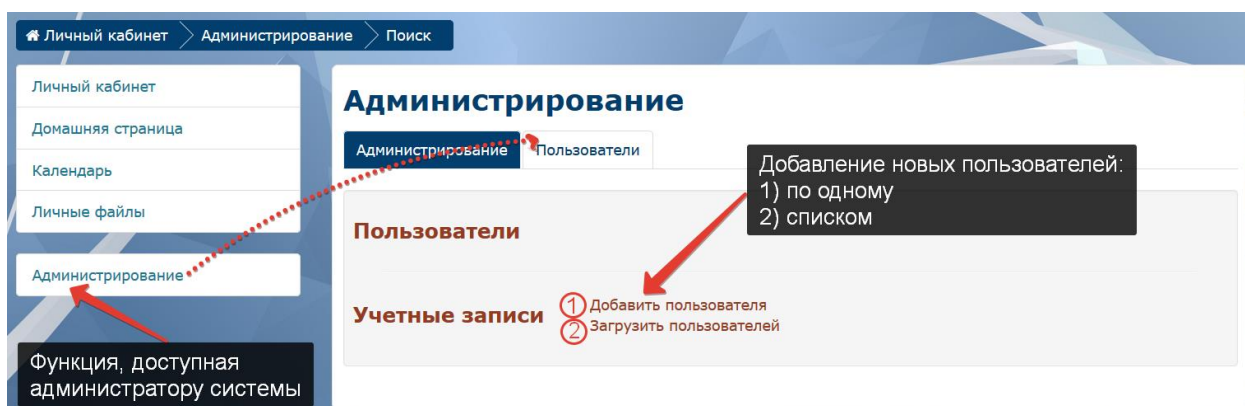 Личный кабинет Администрирование Поиск
Личный кабинет
Домашняя страница
Календарь
Личные файлы
Администрирование
Функция, доступная
администратору системы
Администрирование
Администрирование Пользователи
Добавление новых пользователей:
1) по одному
2) списком
Пользователи
Учетные записи
1 Добавить пользователя
2 Загрузить пользователей